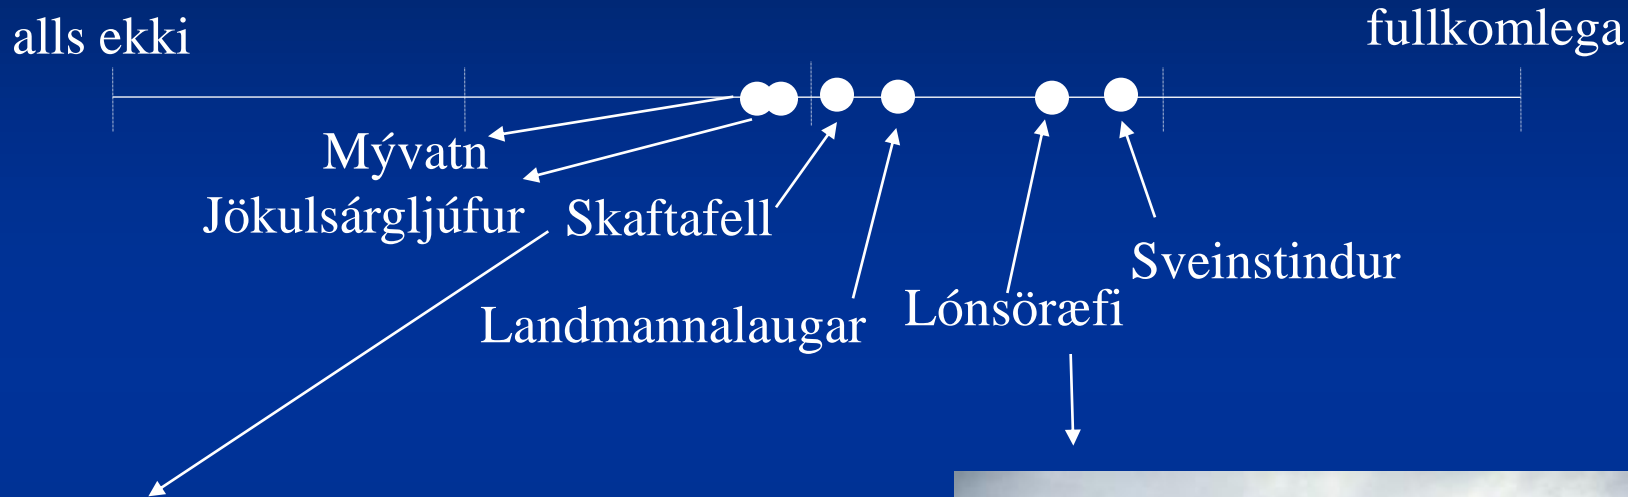 alls ekki
fullkomlega
Mývatn
Jökulsárgljúfur
Skaftafell
Sveinstindur
Landmannalaugar
Lónsöræfi